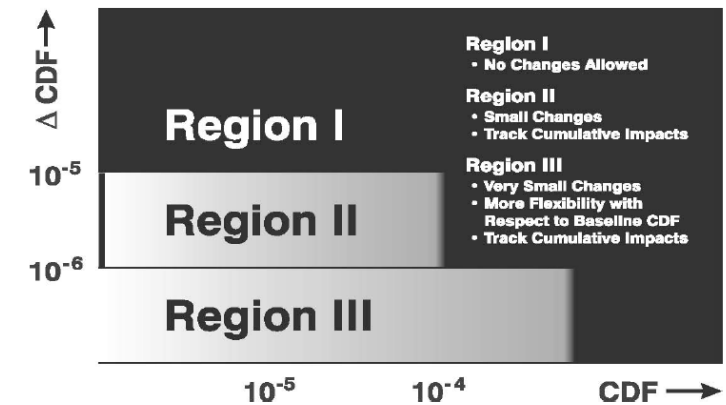 Δ CDF→
Region I
• No Changes Allowed
Region II
• Small Changes
• Track Cumulative Impacts
Region III
• Very Small Changes
• More Flexibility with
Respect to Baseline CDF
• Track Cumulative Impacts
Region I
10⁻⁵
Region II
10⁻⁶
Region III
10⁻⁵ 10⁻⁴ CDF →